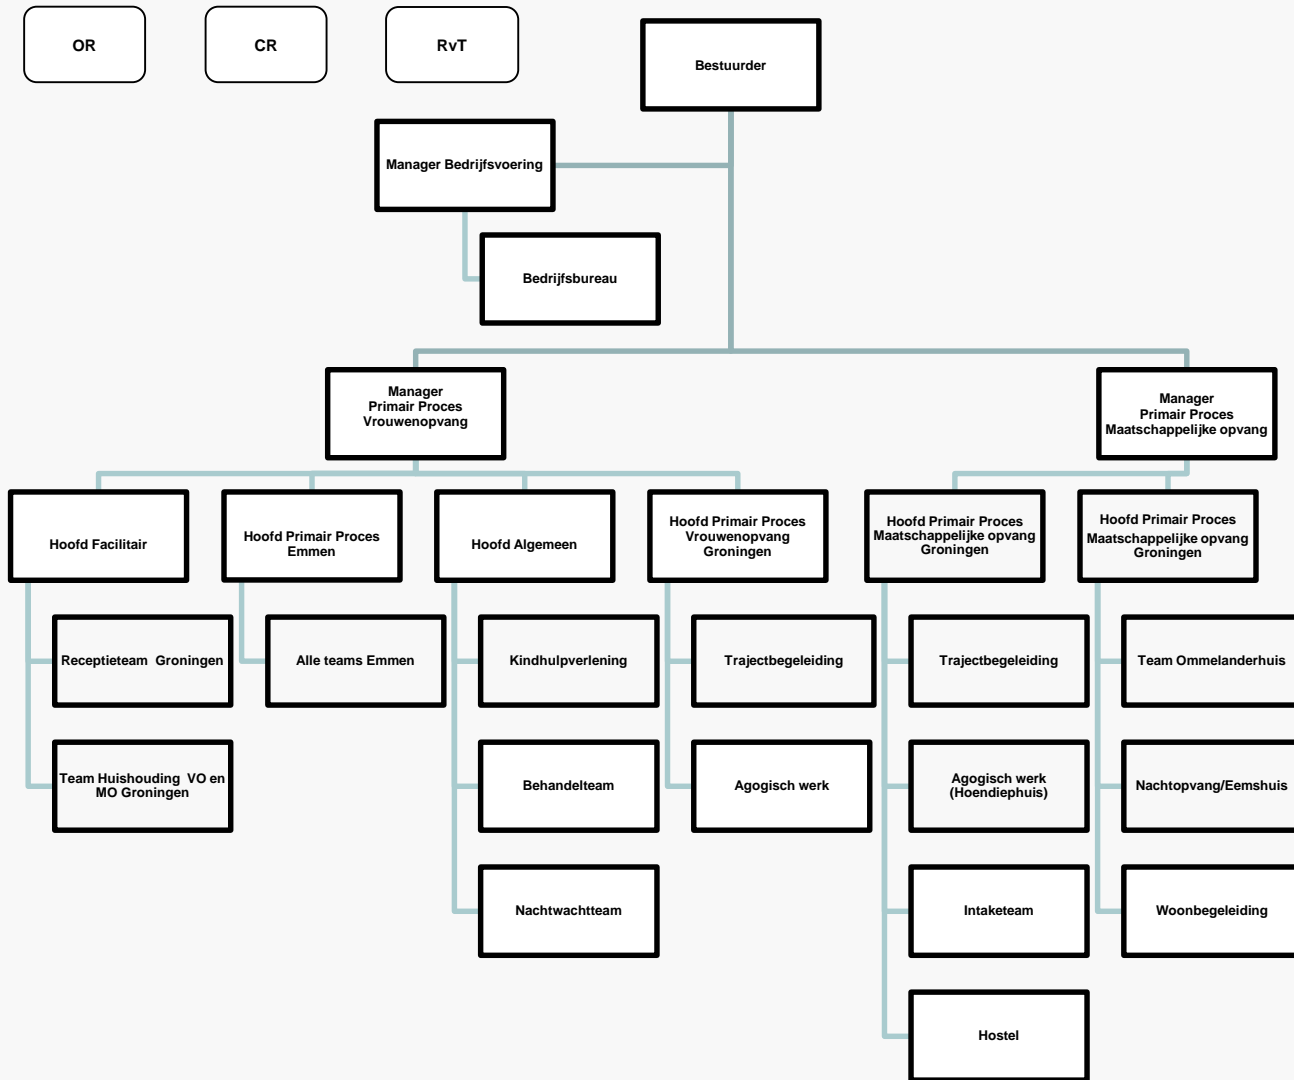 OR
CR
RvT
Bestuurder
Manager Bedrijfsvoering
Bedrijfsbureau
Manager
Primair Proces
Vrouwenopvang
Manager
Primair Proces
Maatschappelijke opvang
Hoofd Facilitair
Hoofd Primair Proces
Emmen
Hoofd Algemeen
Hoofd Primair Proces
Vrouwenopvang
Groningen
Hoofd Primair Proces
Maatschappelijke opvang
Groningen
Hoofd Primair Proces
Maatschappelijke opvang
Groningen
Receptieteam Groningen
Alle teams Emmen
Kindhulpverlening
Trajectbegeleiding
Trajectbegeleiding
Team Ommelanderhuis
Team Huishouding VO en
MO Groningen
Behandelteam
Agogisch werk
Agogisch werk
(Hoendiephuis)
Nachtopvang/Eemshuis
Nachtwachtteam
Intaketeam
Woonbegeleiding
Hostel